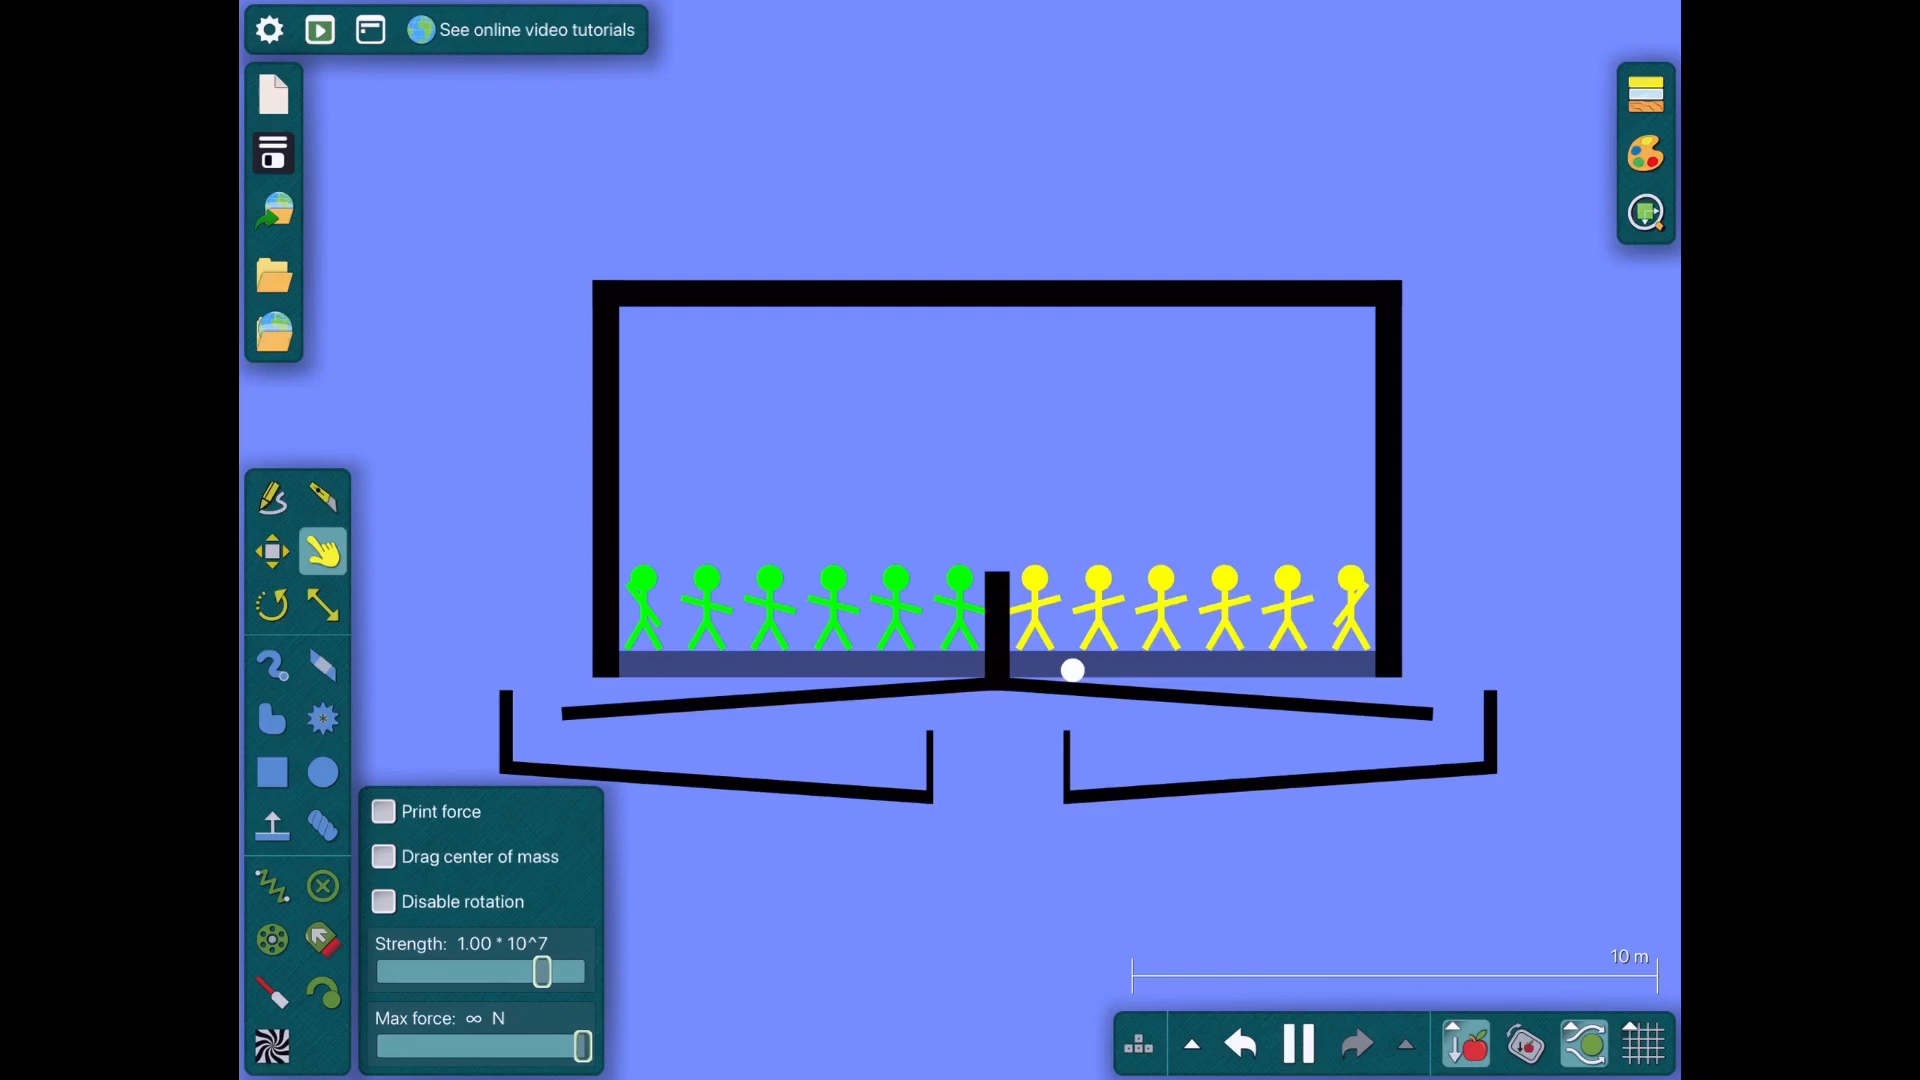 See online video tutorials
Print force
Drag center of mass
Disable rotation
Strength: 1.00 * 10^7
Max force: ∞ N
10 m